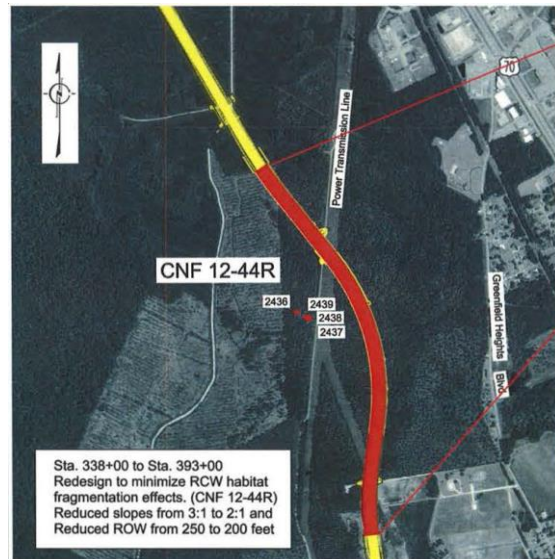 N
70
Power Transmission Line
CNF 12-44R
2436
2439
2438
2437
Greenfield Heights
Blvd.
Sta. 338+00 to Sta. 393+00
Redesign to minimize RCW habitat
fragmentation effects. (CNF 12-44R)
Reduced slopes from 3:1 to 2:1 and
Reduced ROW from 250 to 200 feet